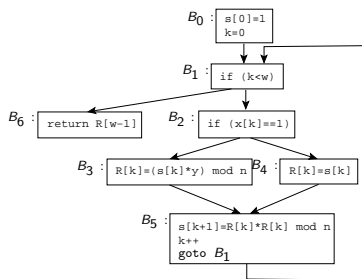 B0 :
s[0]=1
k=0
B1 :
if (k<w)
B6 :
return R[w-1]
B2 :
if (x[k]==1)
B3 :
R[k]=(s[k]*y) mod n
B4 :
R[k]=s[k]
B5 :
s[k+1]=R[k]*R[k] mod n
k++
goto B1